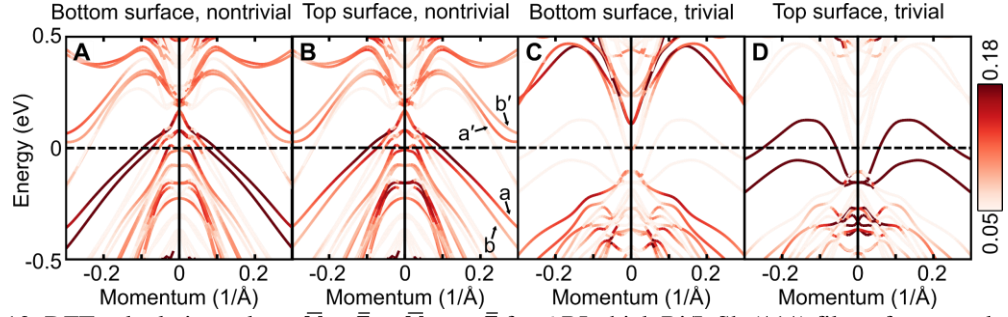 Bottom surface, nontrivial
Top surface, nontrivial
Bottom surface, trivial
Top surface, trivial
A
B
C
D
Energy (eV)
0.5
0
-0.5
b′
a′
a
b
0.18
0.05
-0.2
0
0.2
-0.2
0
0.2
-0.2
0
0.2
-0.2
0
0.2
Momentum (1/Å)
Momentum (1/Å)
Momentum (1/Å)
Momentum (1/Å)